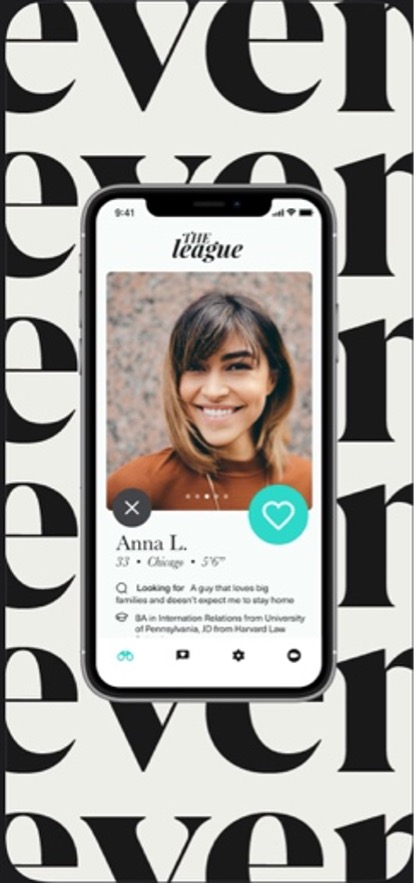 ever
ever
9:41
THE
league
ever
ever
Anna L.
33 • Chicago • 5'6"
Looking for A guy that loves big
families and doesn't expect me to stay home
BA in Internation Relations from University
of Pennsylvania, JD from Harvard Law
ever
ever